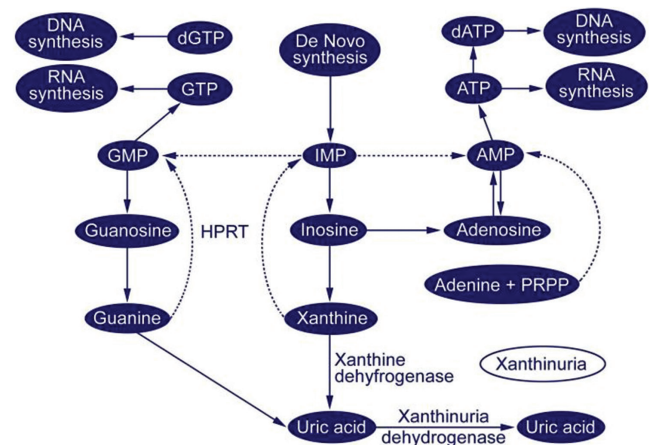 DNA
synthesis
dGTP
De Novo
synthesis
dATP
DNA
synthesis
RNA
synthesis
GTP
ATP
RNA
synthesis
GMP
IMP
AMP
Guanosine
HPRT
Inosine
Adenosine
Adenine + PRPP
Guanine
Xanthine
Xanthine
dehyfrogenase
Xanthinuria
Uric acid
Xanthinuria
dehydrogenase
Uric acid